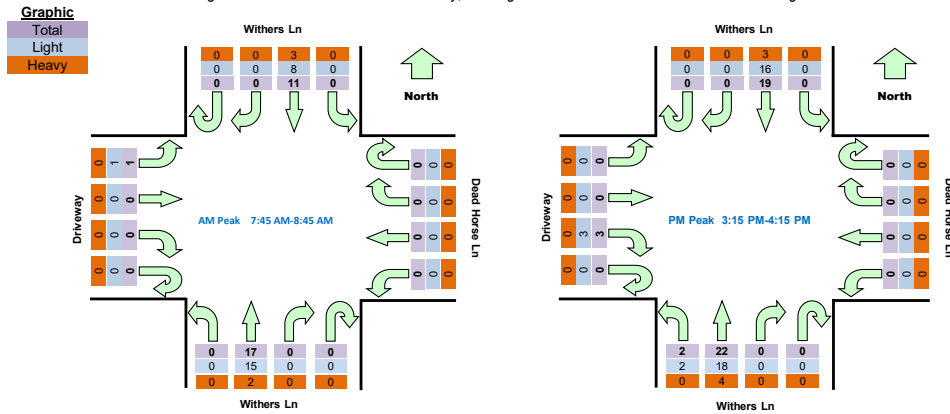 Graphic
Total
Light
Heavy
Withers Ln
0 0 3 0
0 0 8 0
0 0 11 0
North
Driveway
0 1 1
0 0 0
0 0 0
0 0 0
AM Peak 7:45 AM-8:45 AM
0 0 0
0 0 0
0 0 0
0 0 0
Dead Horse Ln
0 17 0 0
0 15 0 0
0 2 0 0
Withers Ln
Withers Ln
0 0 3 0
0 0 16 0
0 0 19 0
North
Driveway
0 0 0
0 0 0
0 3 3
0 0 0
PM Peak 3:15 PM-4:15 PM
0 0 0
0 0 0
0 0 0
0 0 0
Dead Horse Ln
2 22 0 0
2 18 0 0
0 4 0 0
Withers Ln